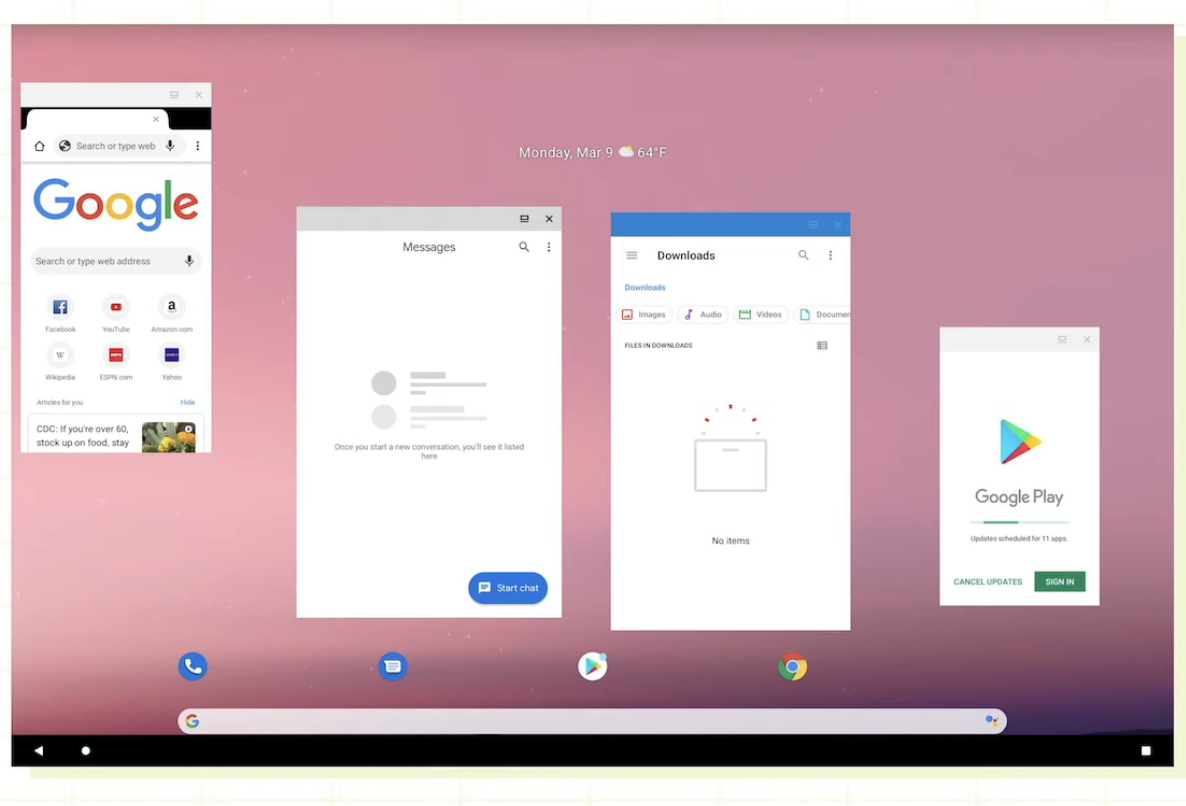 Monday, Mar 9 64°F
Search or type web
Google
Search or type web address
Facebook
YouTube
Amazon.com
Wikipedia
ESPN.com
Yahoo
Articles for you
Hide
CDC: If you're over 60,
stock up on food, stay
Messages
Once you start a new conversation, you'll see it listed
here
Start chat
Downloads
Downloads
Images
Audio
Videos
Documen
FILES IN DOWNLOADS
No items
Google Play
Updates scheduled for 11 apps.
CANCEL UPDATES
SIGN IN